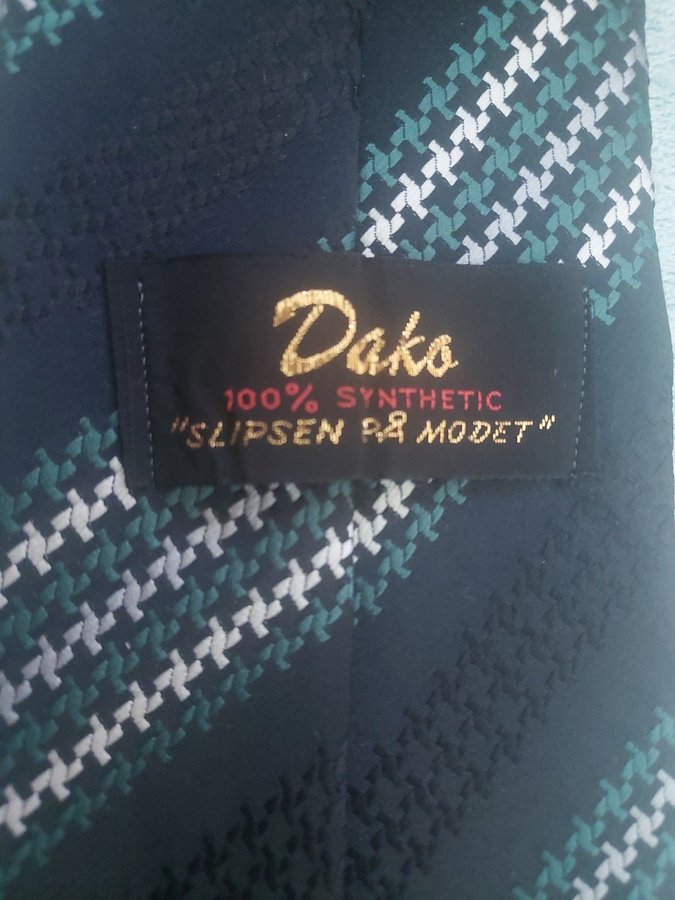 Dako
100% SYNTHETIC
"SLIPSEN PÅ MODET"